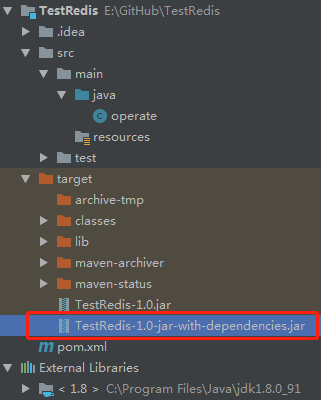 TestRedis E:\GitHub\TestRedis
.idea
src
main
java
operate
resources
test
target
archive-tmp
classes
lib
maven-archiver
maven-status
TestRedis-1.0.jar
TestRedis-1.0-jar-with-dependencies.jar
pom.xml
External Libraries
< 1.8 > C:\Program Files\Java\jdk1.8.0_91